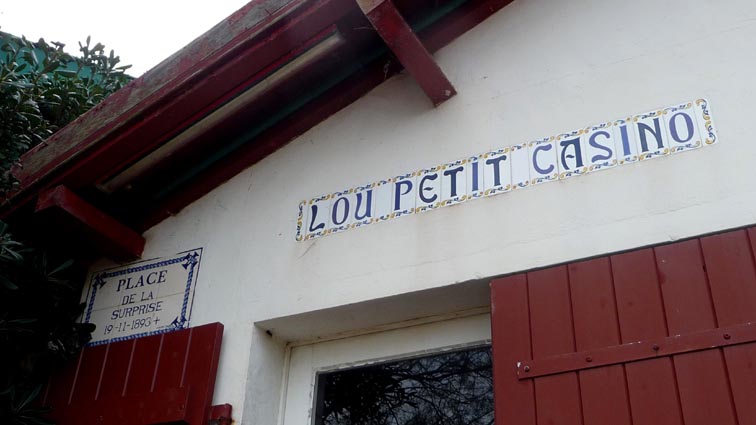 LOU PETIT CASINO
PLACE
DE LA
SURPRISE
19-11-1893+